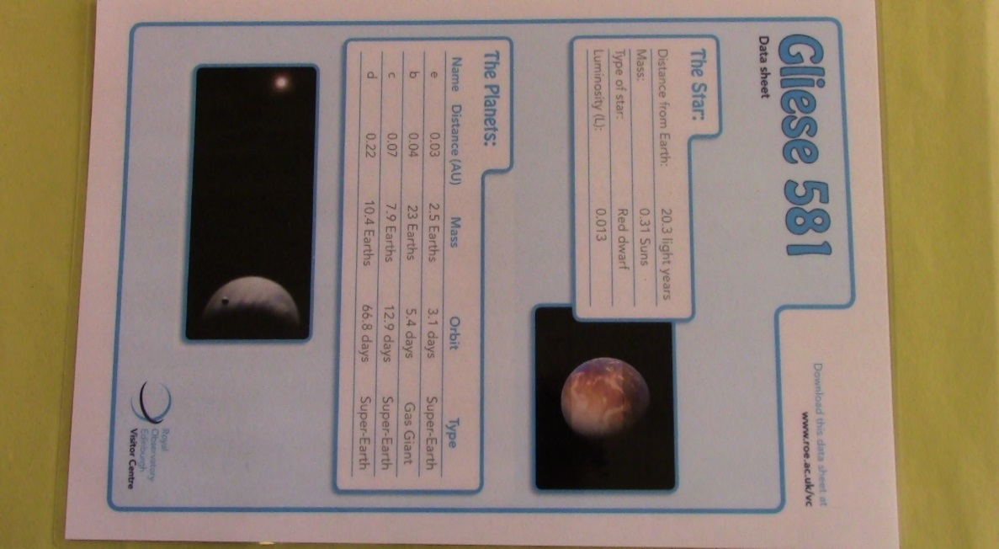 Gliese 581
Data sheet
Download this data sheet at
www.roe.ac.uk/vc
The Star:
Distance from Earth: 20.3 light years
Mass: 0.31 Suns
Type of star: Red dwarf
Luminosity (L): 0.013
The Planets:
Name Distance (AU) Mass Orbit Type
e 0.03 2.5 Earths 3.1 days Super-Earth
b 0.04 23 Earths 5.4 days Gas Giant
c 0.07 7.9 Earths 12.9 days Super-Earth
d 0.22 10.4 Earths 66.8 days Super-Earth
Royal
Observatory
Edinburgh
Visitor Centre